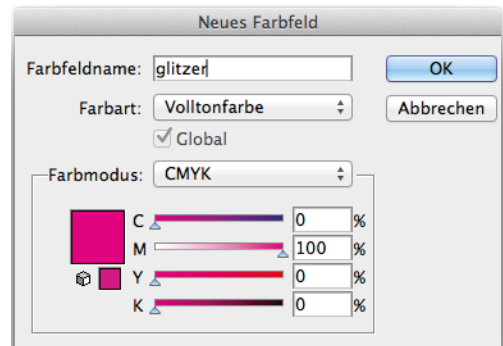 Neues Farbfeld
Farbfeldname: glitzer OK
Farbart: Volltonfarbe Abbrechen
Global
Farbmodus: CMYK
C 0 %
M 100 %
Y 0 %
K 0 %